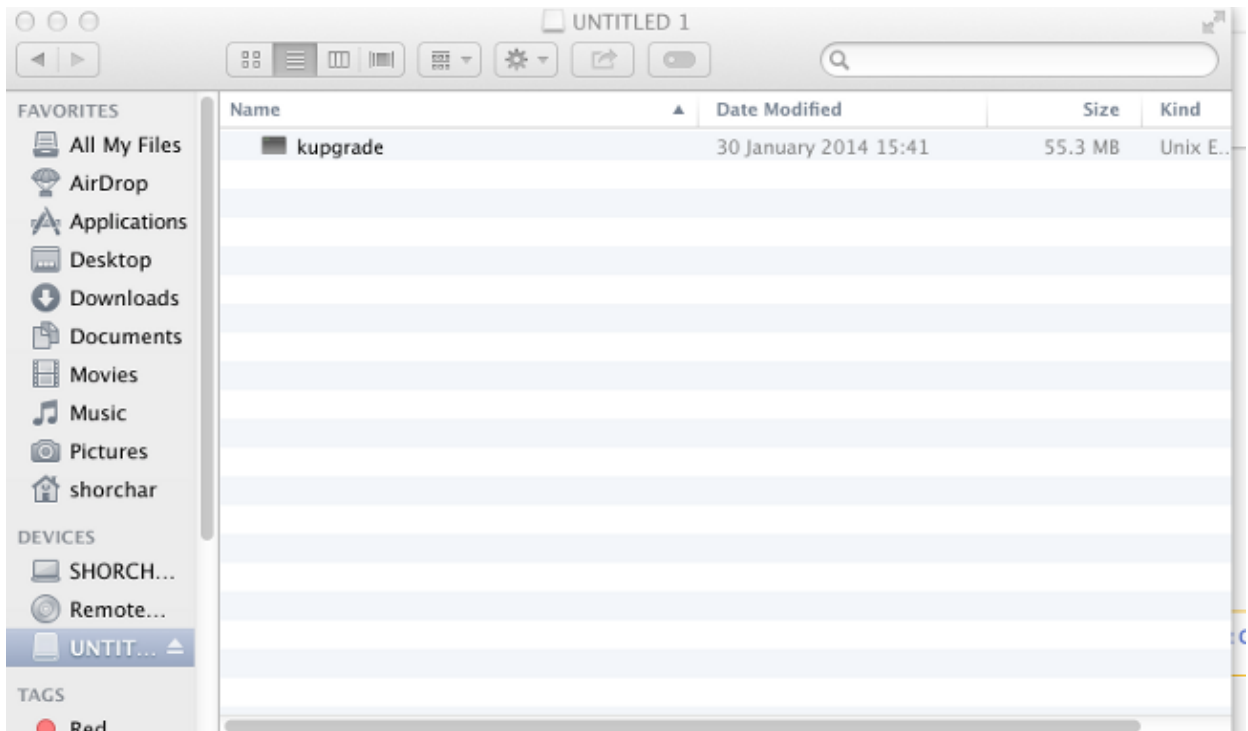 UNTITLED 1
FAVORITES
All My Files
AirDrop
Applications
Desktop
Downloads
Documents
Movies
Music
Pictures
shorchar
DEVICES
SHORCH...
Remote...
UNTIT...
TAGS
Red
Name Date Modified Size Kind
kupgrade 30 January 2014 15:41 55.3 MB Unix E...